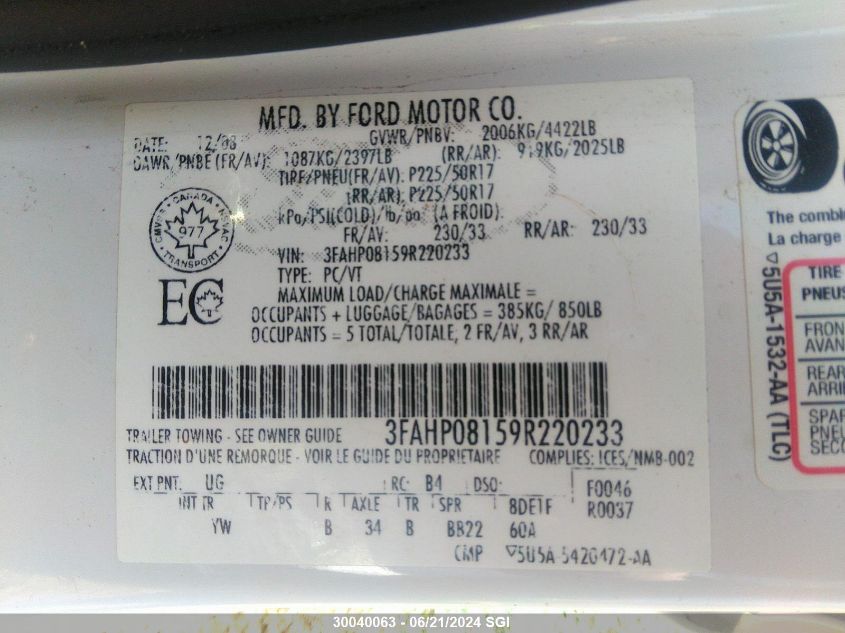 MFD. BY FORD MOTOR CO.
DATE: 12/08 GVWR/PNBV: 2006KG/4422LB
GAWR/PNBE (FR/AV): 1087KG/2397LB (RR/AR): 919KG/2025LB
TIRE/PNEU(FR/AV): P225/50R17
(RR/AR): P225/50R17
kPa/PSI(COLD)/lb/po² (A FROID):
FR/AV: 230/33 RR/AR: 230/33
VIN: 3FAHP08159R220233
TYPE: PC/VT
MAXIMUM LOAD/CHARGE MAXIMALE =
OCCUPANTS + LUGGAGE/BAGAGES = 385KG/ 850LB
OCCUPANTS = 5 TOTAL/TOTALE, 2 FR/AV, 3 RR/AR
CANADA
977
TRANSPORT
EC
3FAHP08159R220233
TRAILER TOWING - SEE OWNER GUIDE
TRACTION D'UNE REMORQUE - VOIR LE GUIDE DU PROPRIETAIRE COMPLIES: ICES/NMB-002
EXT PNT. UG RC: B4 DSO: F0046
INT TR TP/PS R AXLE TR SPR 8DE1F R0037
YW B 34 B BB22 60A
CMP ▽5U5A-5420472-AA
The combi
La charge
▽5U5A-1532-AA (TLC)
TIRE
PNEUS
FRON
AVAN
REAR
ARRIÈ
SPAR
PNEU
SECO
30040063 - 06/21/2024 SGI